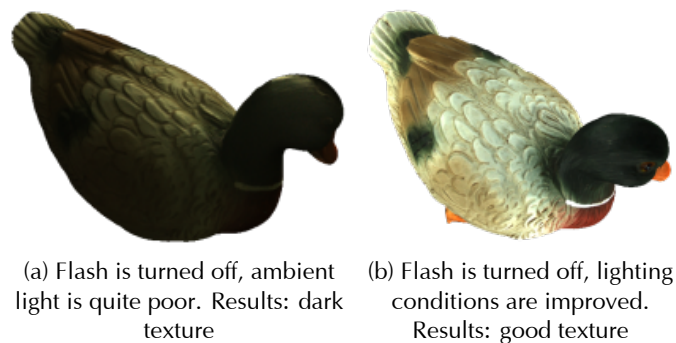 (a) Flash is turned off, ambient
light is quite poor. Results: dark
texture
(b) Flash is turned off, lighting
conditions are improved.
Results: good texture